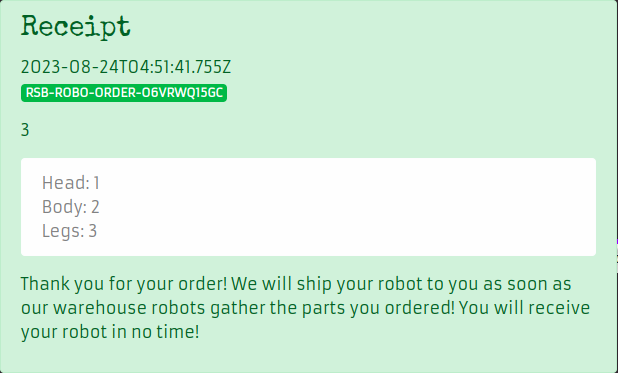 Receipt
2023-08-24T04:51:41.755Z
RSB-ROBO-ORDER-O6VRWQ15GC
3
Head: 1
Body: 2
Legs: 3
Thank you for your order! We will ship your robot to you as soon as
our warehouse robots gather the parts you ordered! You will receive
your robot in no time!